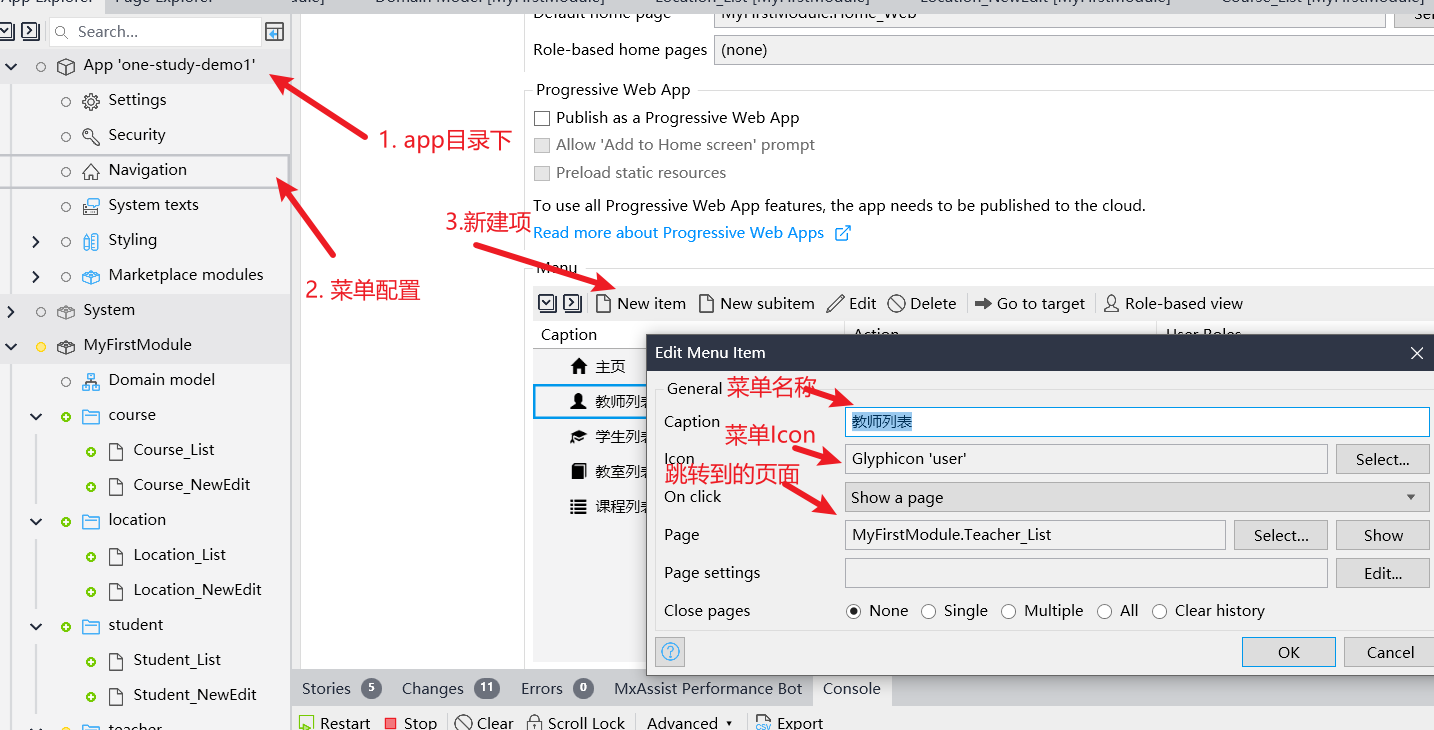 App Explorer
Page Explorer
Domain Model [MyFirstModule]
Location_List [MyFirstModule]
Location_NewEdit [MyFirstModule]
Course_List [MyFirstModule]
Search...
App 'one-study-demo1'
Settings
Security
Navigation
System texts
Styling
Marketplace modules
System
MyFirstModule
Domain model
course
Course_List
Course_NewEdit
location
Location_List
Location_NewEdit
student
Student_List
Student_NewEdit
teacher
1. app目录下
2. 菜单配置
3.新建项
Default home page
MyFirstModule.Home_Web
Role-based home pages
(none)
Progressive Web App
Publish as a Progressive Web App
Allow 'Add to Home screen' prompt
Preload static resources
To use all Progressive Web App features, the app needs to be published to the cloud.
Read more about Progressive Web Apps
Menu
New item
New subitem
Edit
Delete
Go to target
Role-based view
Caption
Action
User Roles
主页
教师列表
学生列表
教室列表
课程列表
Edit Menu Item
General
菜单名称
Caption
教师列表
菜单Icon
Icon
Glyphicon 'user'
Select...
跳转到的页面
On click
Show a page
Page
MyFirstModule.Teacher_List
Select...
Show
Page settings
Edit...
Close pages
None
Single
Multiple
All
Clear history
OK
Cancel
Stories 5
Changes 11
Errors 0
MxAssist Performance Bot
Console
Restart
Stop
Clear
Scroll Lock
Advanced
Export